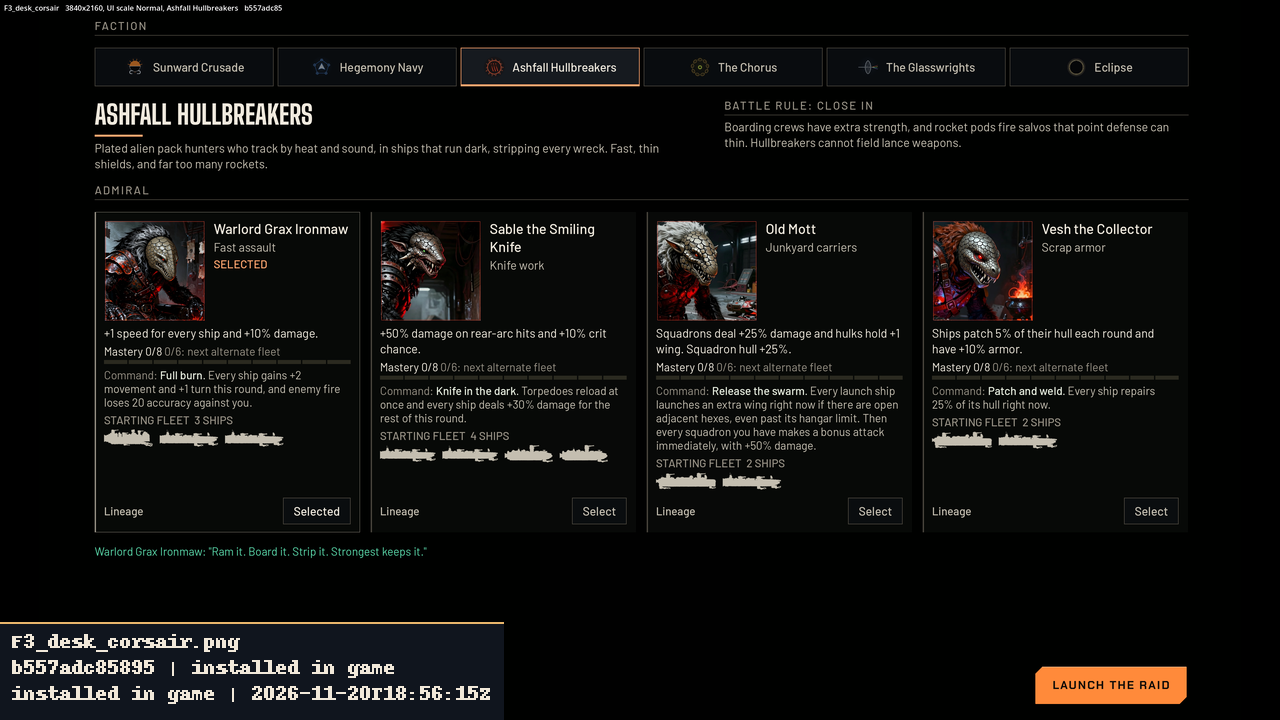 F3_desk_corsair 3840x2160, UI scale Normal, Ashfall Hullbreakers b557adc85
FACTION
Sunward Crusade
Hegemony Navy
Ashfall Hullbreakers
The Chorus
The Glasswrights
Eclipse
ASHFALL HULLBREAKERS
Plated alien pack hunters who track by heat and sound, in ships that run dark, stripping every wreck. Fast, thin
shields, and far too many rockets.
BATTLE RULE: CLOSE IN
Boarding crews have extra strength, and rocket pods fire salvos that point defense can
thin. Hullbreakers cannot field lance weapons.
ADMIRAL
Warlord Grax Ironmaw
Fast assault
SELECTED
+1 speed for every ship and +10% damage.
Mastery 0/8 0/6: next alternate fleet
Command: Full burn. Every ship gains +2
movement and +1 turn this round, and enemy fire
loses 20 accuracy against you.
STARTING FLEET 3 SHIPS
Lineage
Selected
Sable the Smiling
Knife
Knife work
+50% damage on rear-arc hits and +10% crit
chance.
Mastery 0/8 0/6: next alternate fleet
Command: Knife in the dark. Torpedoes reload at
once and every ship deals +30% damage for the
rest of this round.
STARTING FLEET 4 SHIPS
Lineage
Select
Old Mott
Junkyard carriers
Squadrons deal +25% damage and hulks hold +1
wing. Squadron hull +25%.
Mastery 0/8 0/6: next alternate fleet
Command: Release the swarm. Every launch ship
launches an extra wing right now if there are open
adjacent hexes, even past its hangar limit. Then
every squadron you have makes a bonus attack
immediately, with +50% damage.
STARTING FLEET 2 SHIPS
Lineage
Select
Vesh the Collector
Scrap armor
Ships patch 5% of their hull each round and
have +10% armor.
Mastery 0/8 0/6: next alternate fleet
Command: Patch and weld. Every ship repairs
25% of its hull right now.
STARTING FLEET 2 SHIPS
Lineage
Select
Warlord Grax Ironmaw: "Ram it. Board it. Strip it. Strongest keeps it."
F3_desk_corsair.png
b557adc85895 | installed in game
installed in game | 2026-11-20T18:56:15Z
LAUNCH THE RAID